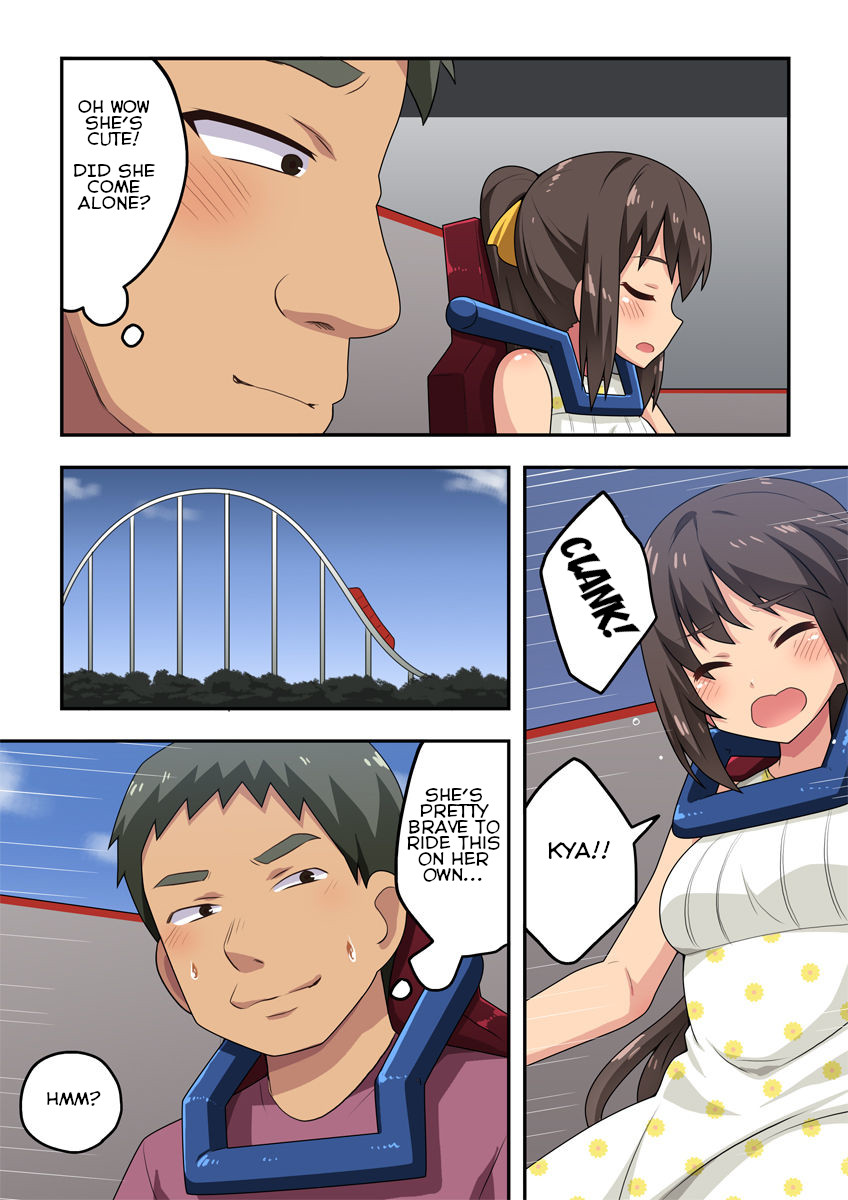 OH WOW
SHE'S
CUTE!
DID SHE
COME
ALONE?
CLANK!
KYA!!
SHE'S
PRETTY
BRAVE TO
RIDE THIS
ON HER
OWN...
HMM?